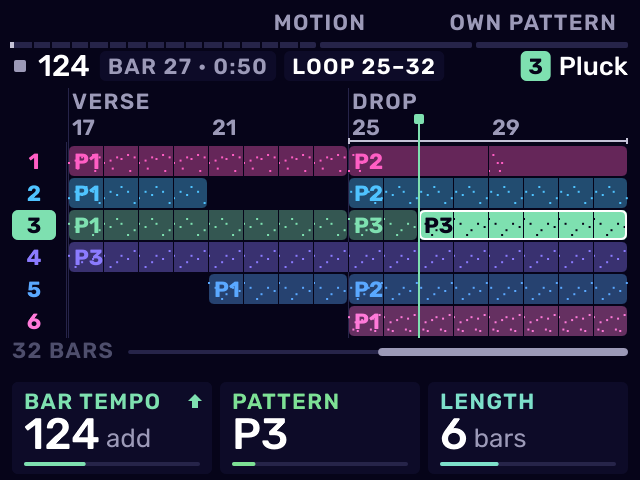 MOTION OWN PATTERN
124 BAR 27 • 0:50 LOOP 25–32 3 Pluck
VERSE DROP
17 21 25 29
1 P1 P2
2 P1 P2
3 P1 P3 P3
4 P3
5 P1 P2
6 P1
32 BARS
BAR TEMPO PATTERN LENGTH
124 add P3 6 bars